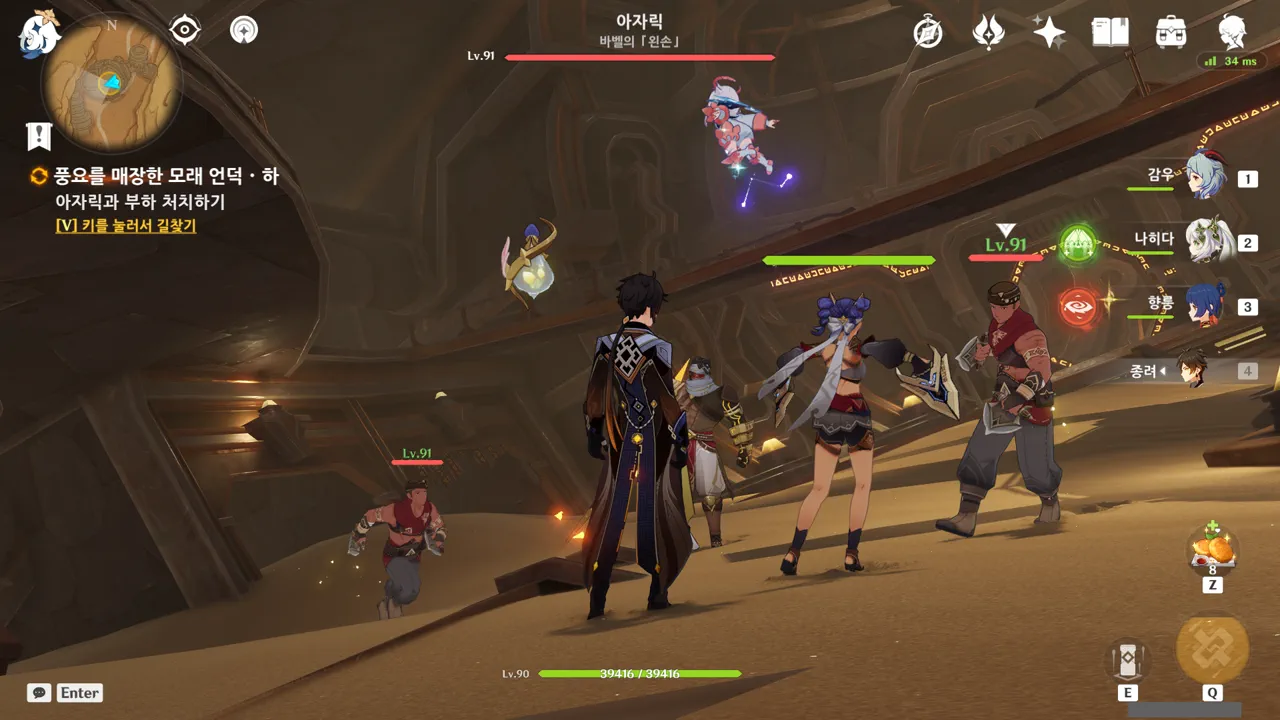 N
아자릭
바벨의「왼손」
Lv.91
34 ms
풍요를 매장한 모래 언덕 · 하
아자릭과 부하 처치하기
[V] 키를 눌러서 길찾기
감우
1
Lv.91
나히다
2
향릉
3
종려
4
Lv.91
8
Z
Lv.90
39416 / 39416
Enter
E
Q